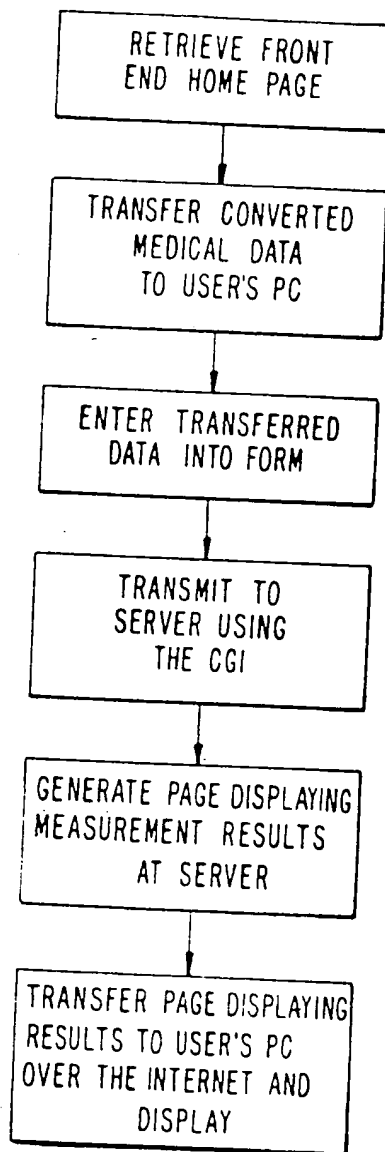 RETRIEVE FRONT
END HOME PAGE
TRANSFER CONVERTED
MEDICAL DATA
TO USER'S PC
ENTER TRANSFERRED
DATA INTO FORM
TRANSMIT TO
SERVER USING
THE CGI
GENERATE PAGE DISPLAYING
MEASUREMENT RESULTS
AT SERVER
TRANSFER PAGE DISPLAYING
RESULTS TO USER'S PC
OVER THE INTERNET AND
DISPLAY